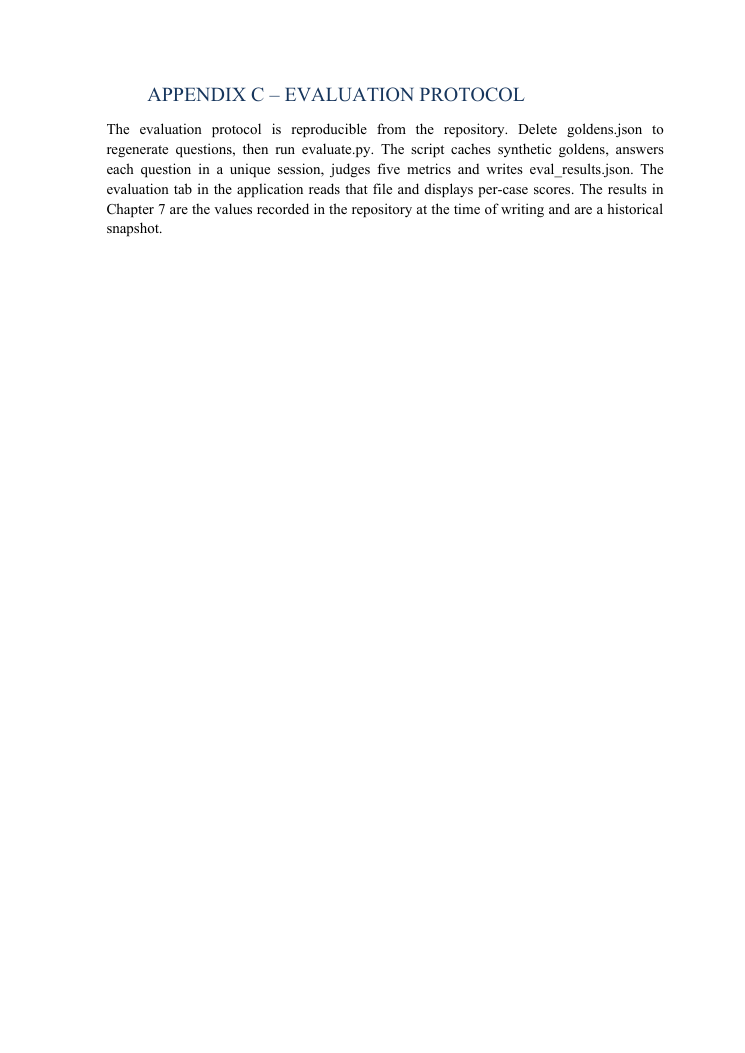 APPENDIX C – EVALUATION PROTOCOL
The evaluation protocol is reproducible from the repository. Delete goldens.json to
regenerate questions, then run evaluate.py. The script caches synthetic goldens, answers
each question in a unique session, judges five metrics and writes eval_results.json. The
evaluation tab in the application reads that file and displays per-case scores. The results in
Chapter 7 are the values recorded in the repository at the time of writing and are a historical
snapshot.